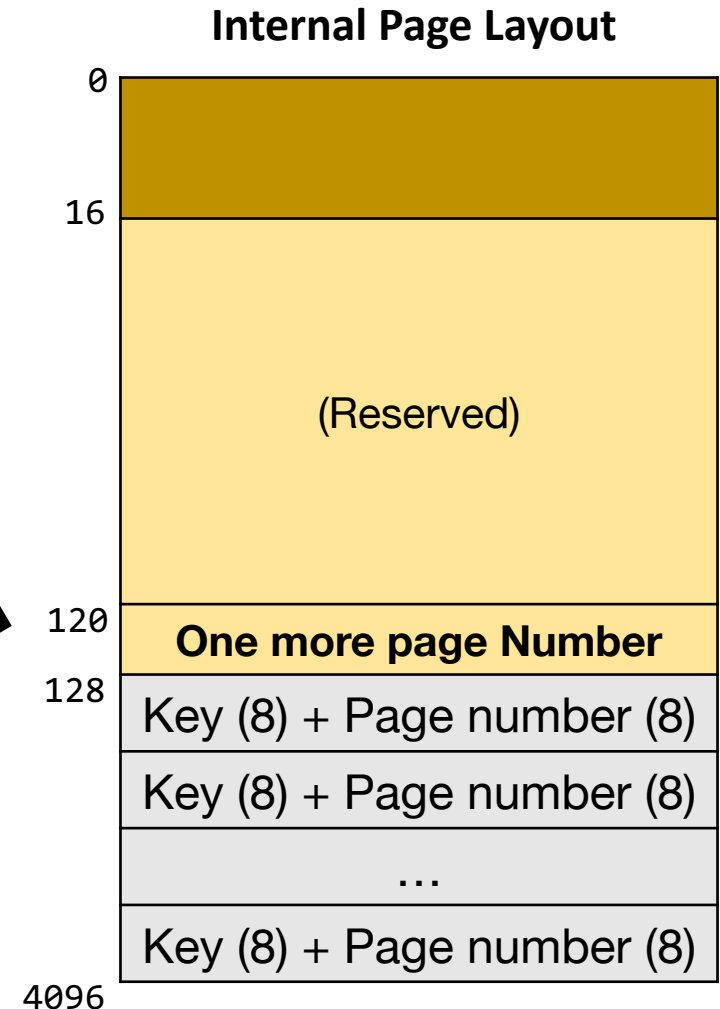 Internal Page Layout
0
16
(Reserved)
120
One more page Number
128
Key (8) + Page number (8)
Key (8) + Page number (8)
…
Key (8) + Page number (8)
4096